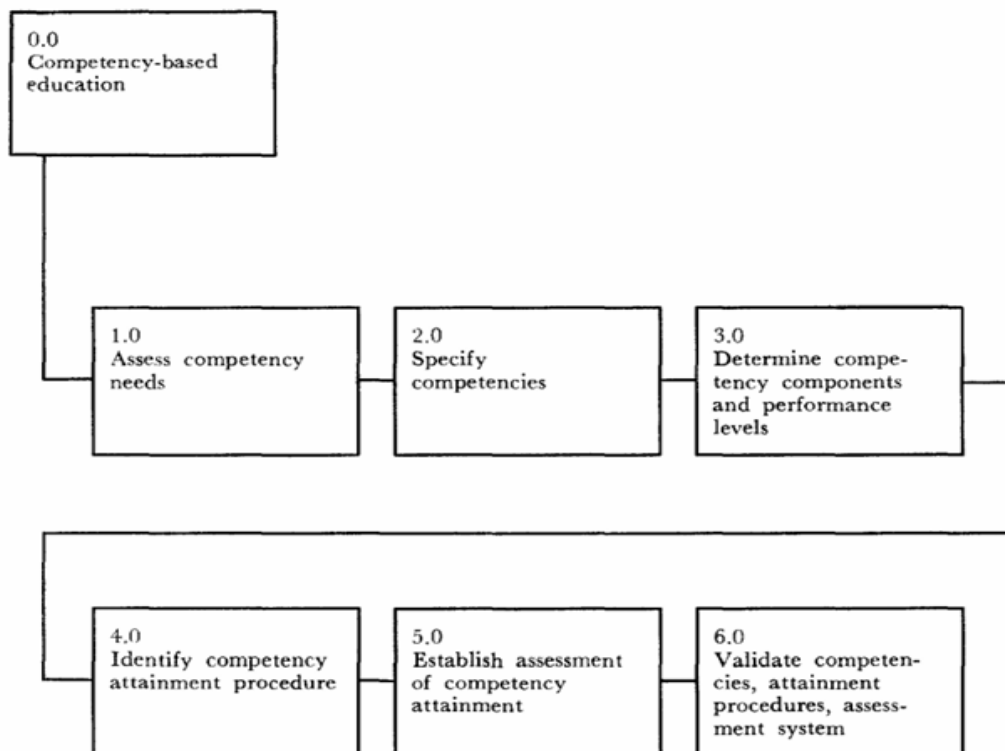 0.0
Competency-based
education
1.0
Assess competency
needs
2.0
Specify
competencies
3.0
Determine compe-
tency components
and performance
levels
4.0
Identify competency
attainment procedure
5.0
Establish assessment
of competency
attainment
6.0
Validate competen-
cies, attainment
procedures, assess-
ment system